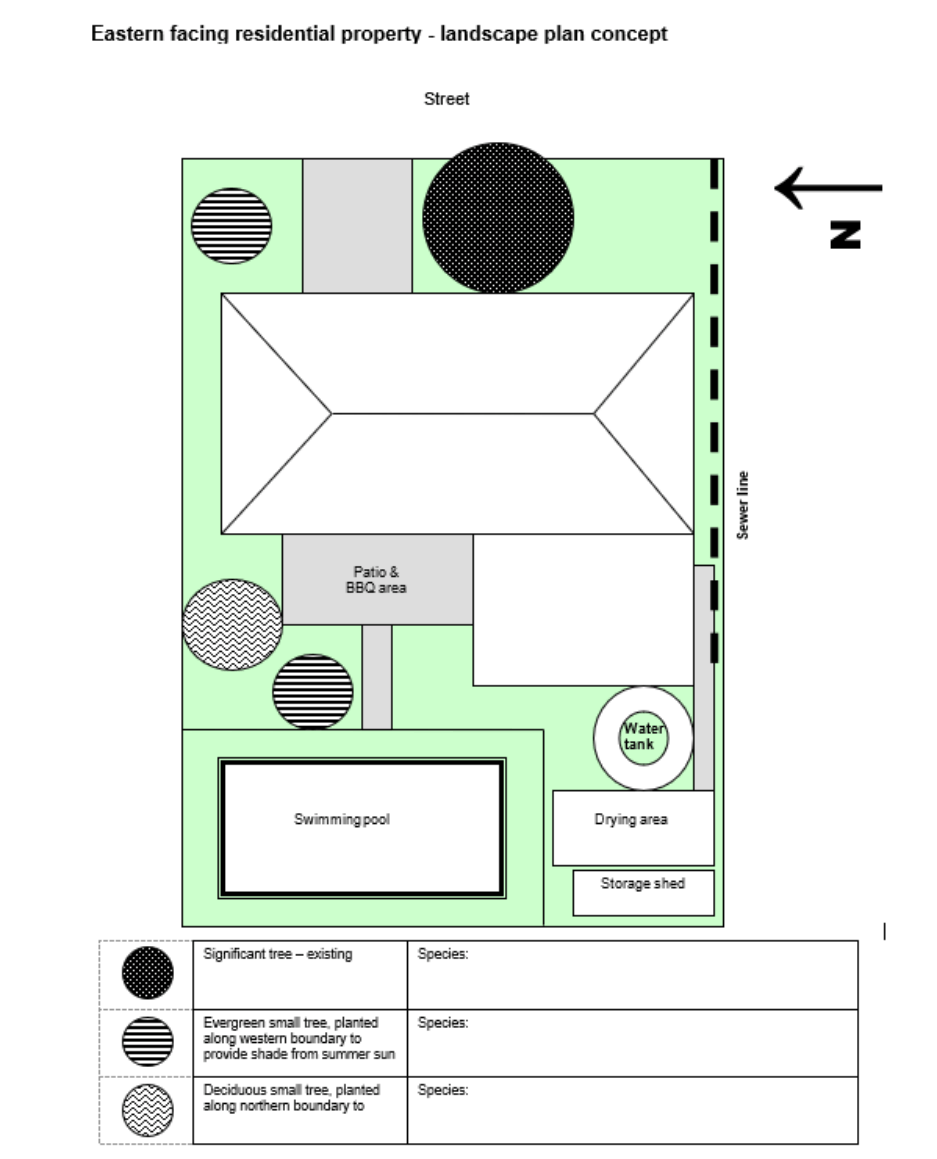 Eastern facing residential property - landscape plan concept
Street
N
Sewer line
Patio &
BBQ area
Water
tank
Swimming pool
Drying area
Storage shed
Significant tree – existing
Species:
Evergreen small tree, planted
along western boundary to
provide shade from summer sun
Species:
Deciduous small tree, planted
along northern boundary to
Species: